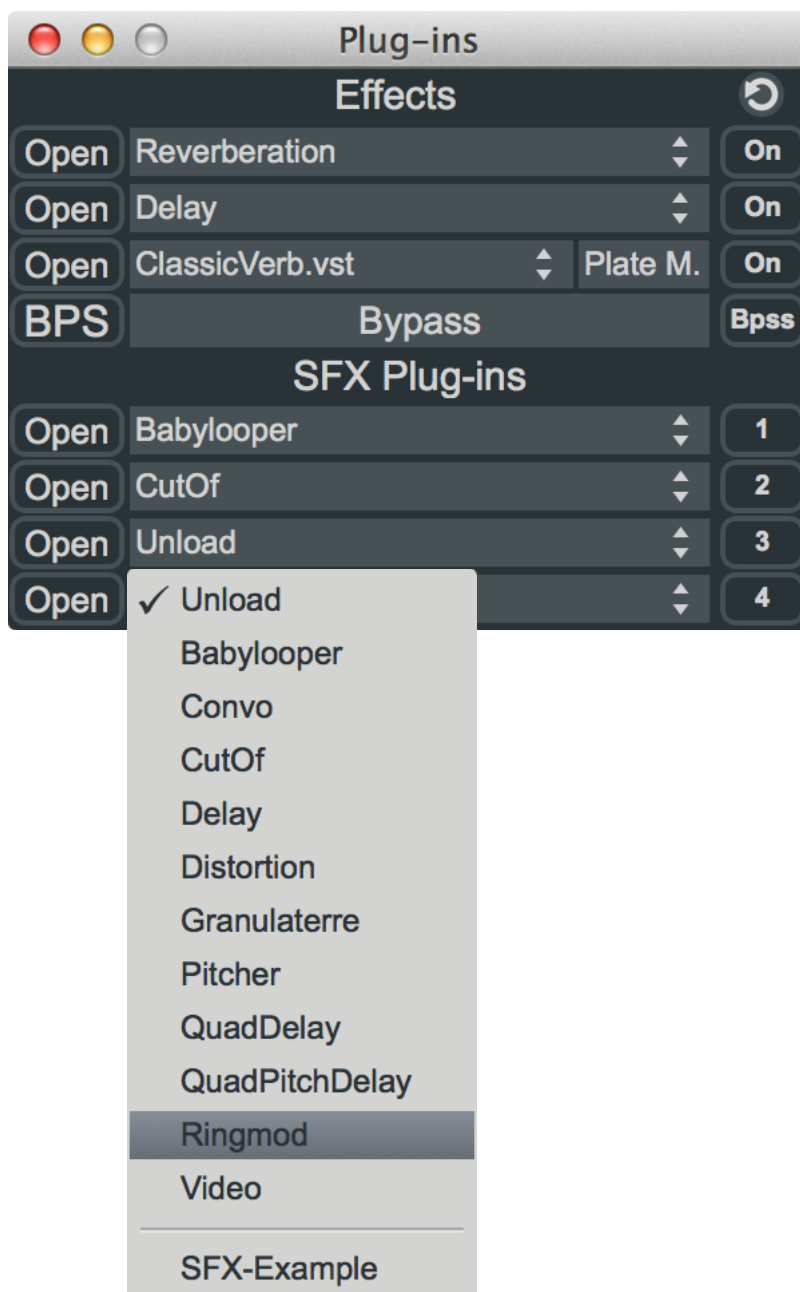 Plug-ins
Effects
Open Reverberation On
Open Delay On
Open ClassicVerb.vst Plate M. On
BPS Bypass Bpss
SFX Plug-ins
Open Babylooper 1
Open CutOf 2
Open Unload 3
Open ✓ Unload 4
Babylooper
Convo
CutOf
Delay
Distortion
Granulaterre
Pitcher
QuadDelay
QuadPitchDelay
Ringmod
Video
SFX-Example